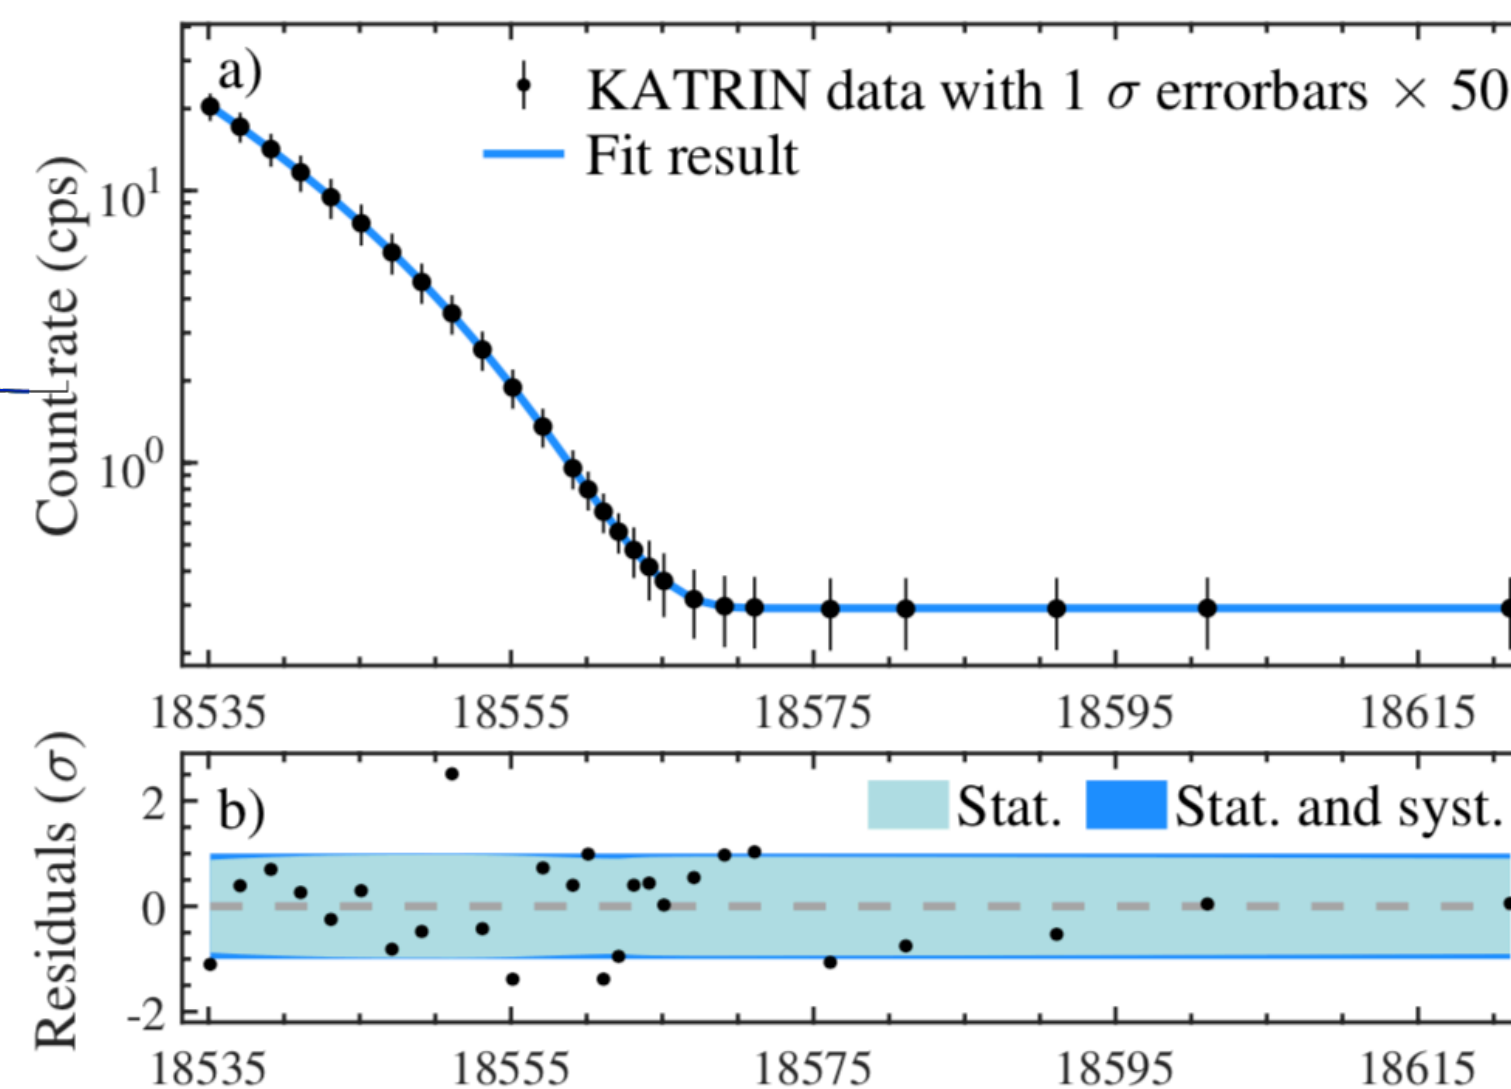 a)
KATRIN data with 1 σ errorbars × 50
Fit result
Count-rate (cps)
10¹
10⁰
18535 18555 18575 18595 18615
b)
Stat. Stat. and syst.
Residuals (σ)
2
0
-2
18535 18555 18575 18595 18615